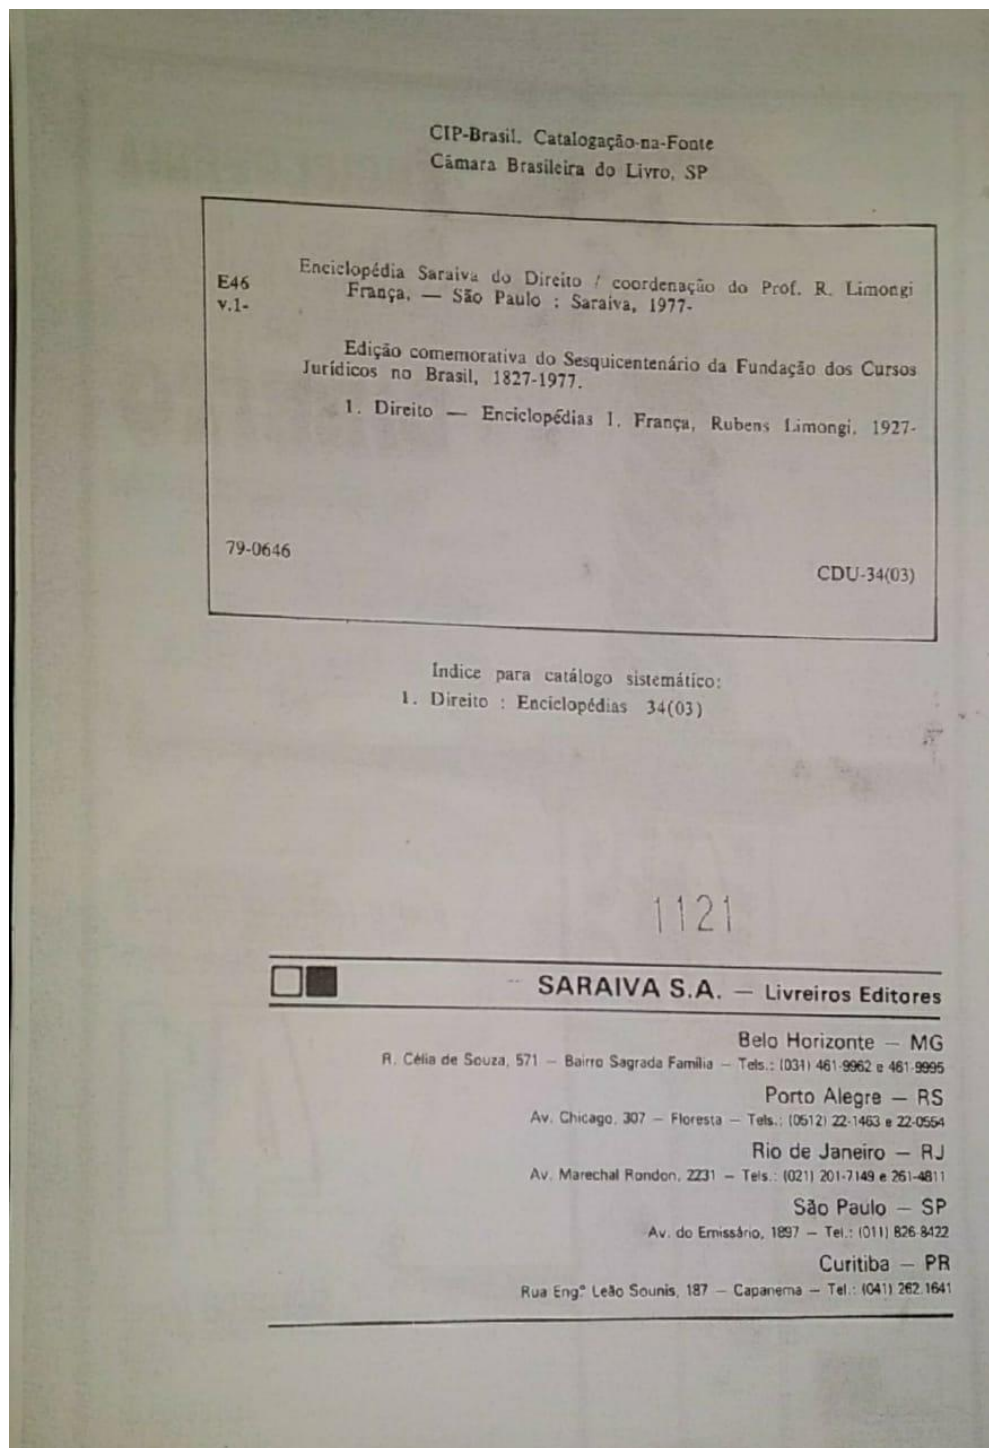 CIP-Brasil. Catalogação-na-Fonte
Câmara Brasileira do Livro, SP
E46
v.1-
Enciclopédia Saraiva do Direito / coordenação do Prof. R. Limongi
França. — São Paulo : Saraiva, 1977-
Edição comemorativa do Sesquicentenário da Fundação dos Cursos
Jurídicos no Brasil, 1827-1977.
1. Direito — Enciclopédias I. França, Rubens Limongi, 1927-
79-0646
CDU-34(03)
Índice para catálogo sistemático:
1. Direito : Enciclopédias 34(03)
1121
SARAIVA S.A. — Livreiros Editores
Belo Horizonte — MG
R. Célia de Souza, 571 — Bairro Sagrada Família — Tels.: (031) 461-9962 e 461-9995
Porto Alegre — RS
Av. Chicago, 307 — Floresta — Tels.: (0512) 22-1463 e 22-0554
Rio de Janeiro — RJ
Av. Marechal Rondon, 2231 — Tels.: (021) 201-7149 e 261-4811
São Paulo — SP
Av. do Emissário, 1897 — Tel.: (011) 826-8422
Curitiba — PR
Rua Eng.º Leão Sounis, 187 — Capanema — Tel.: (041) 262.1641